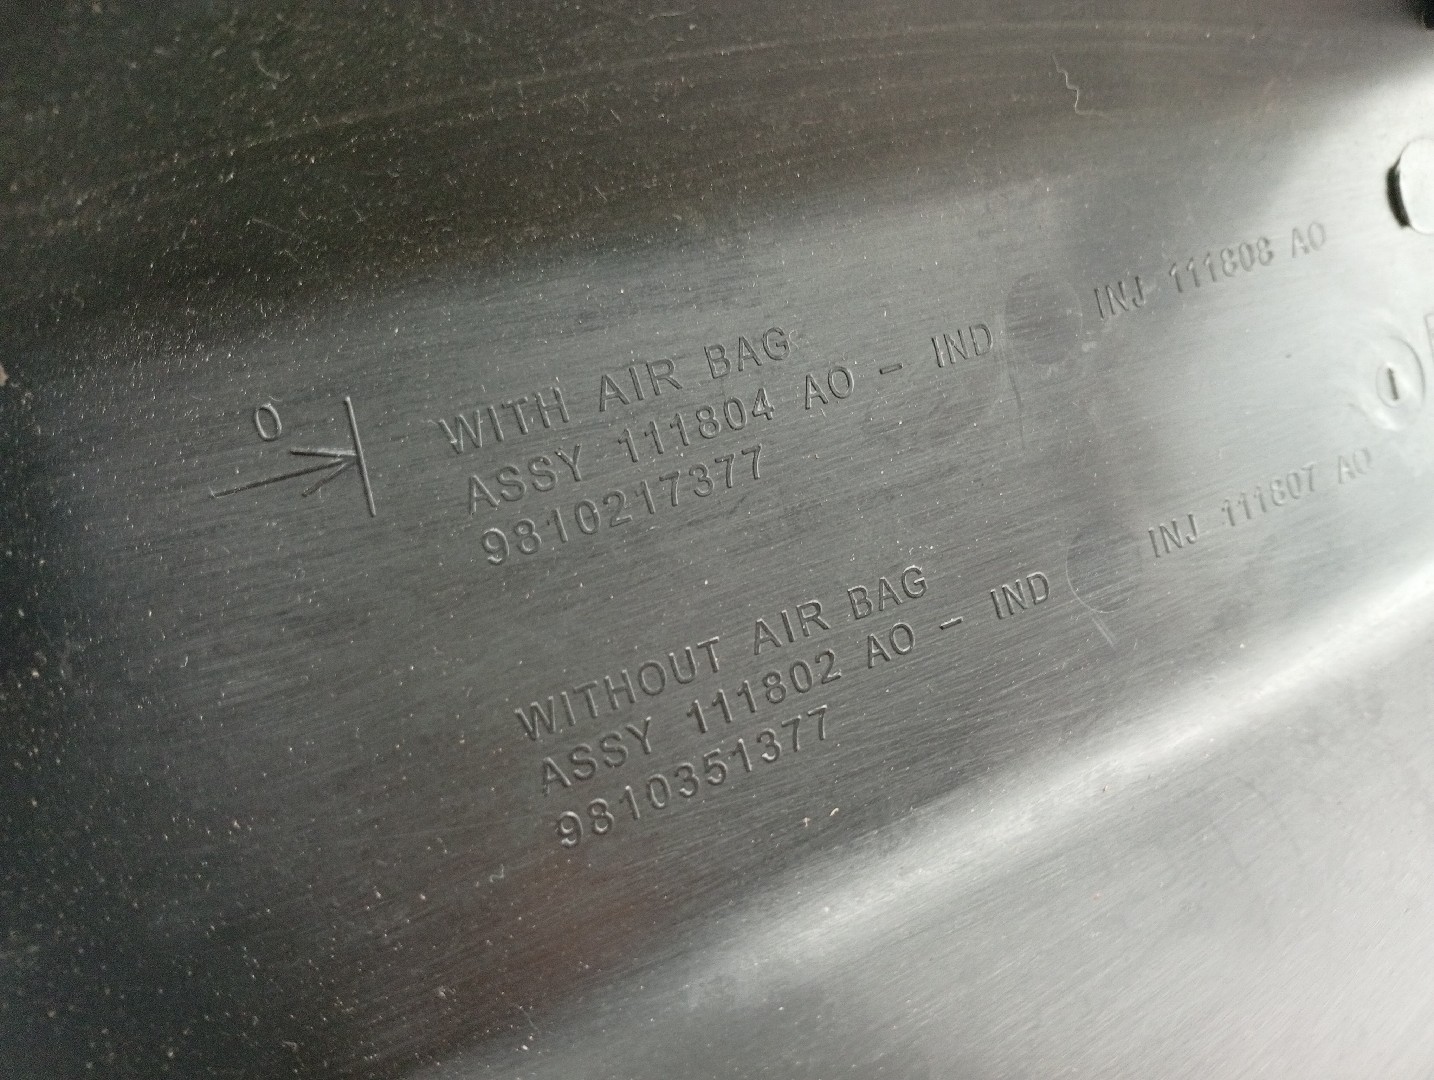 0
WITH AIR BAG
ASSY 111804 AO - IND
9810217377
INJ 111808 AO
WITHOUT AIR BAG
ASSY 111802 AO - IND
9810351377
INJ 111807 AO